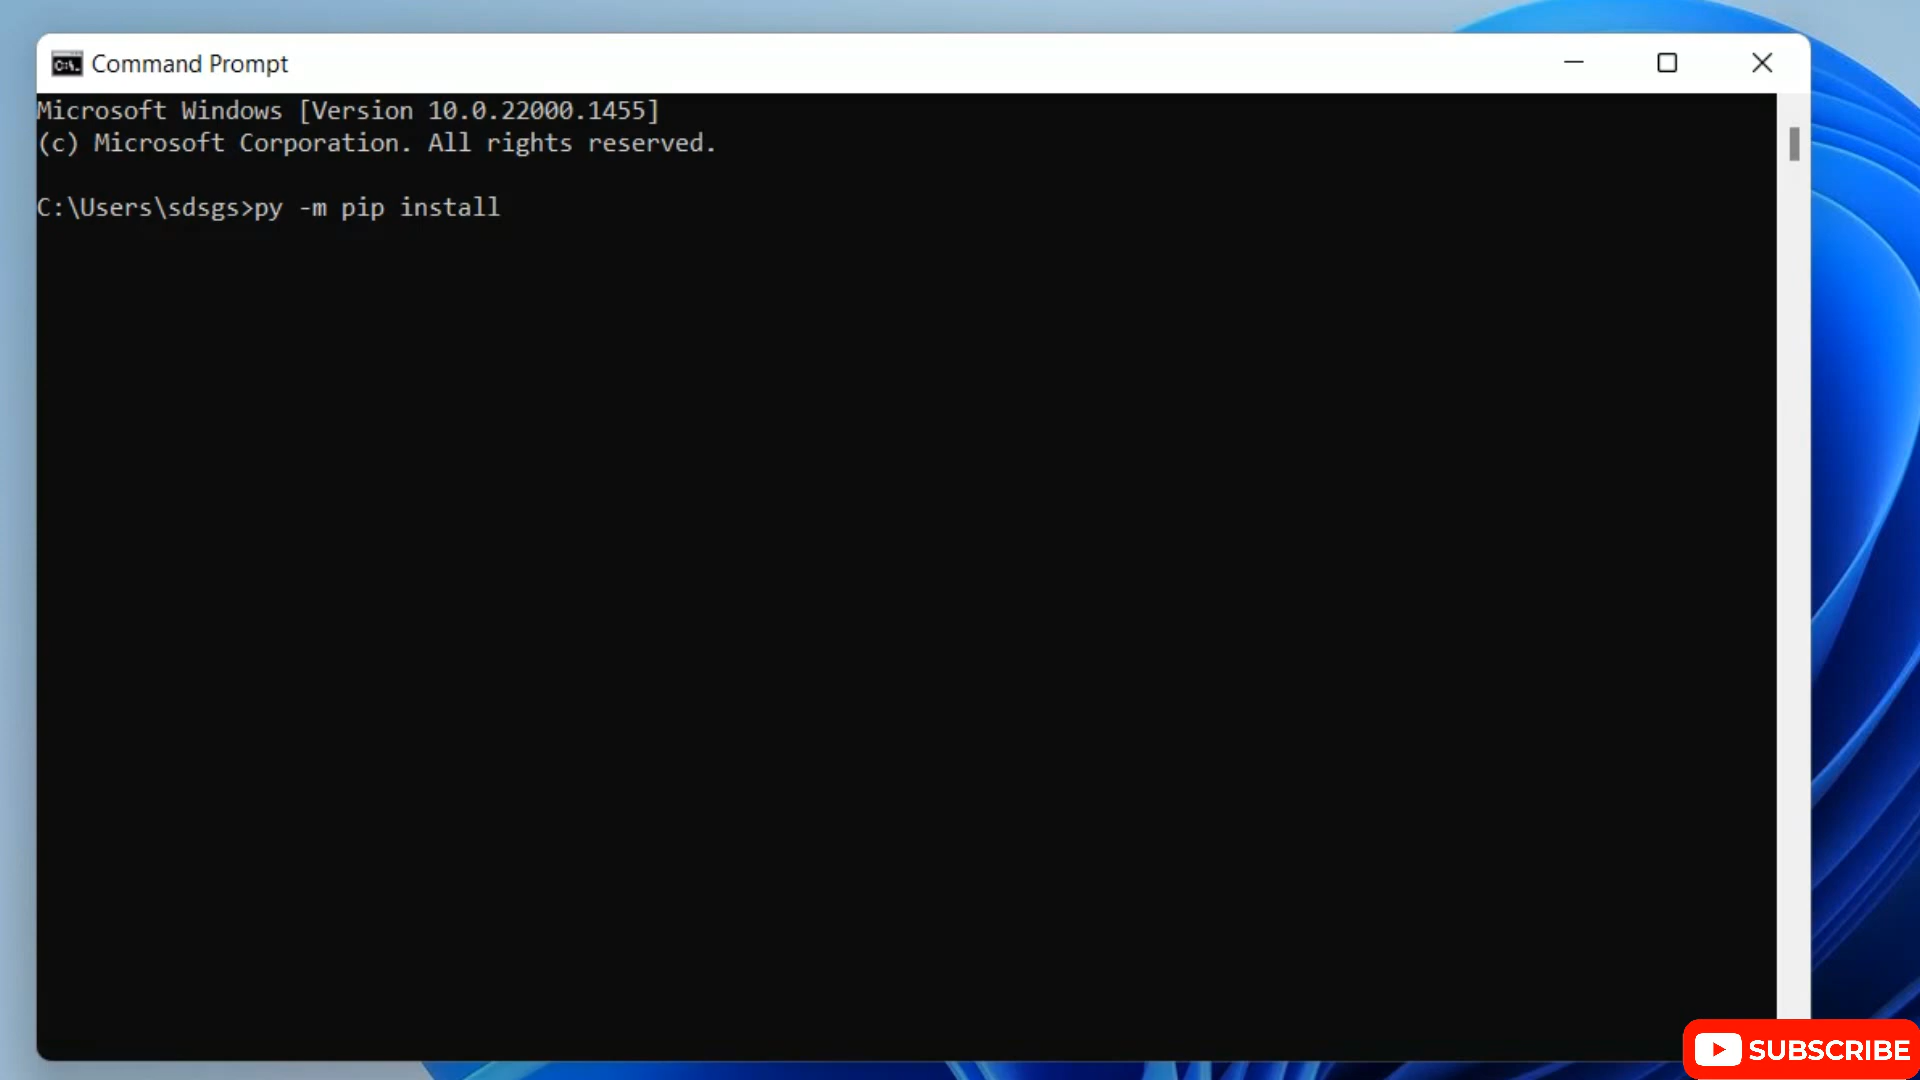 Command Prompt
Microsoft Windows [Version 10.0.22000.1455]
(c) Microsoft Corporation. All rights reserved.
C:\Users\sdsgs>py -m pip install
SUBSCRIBE